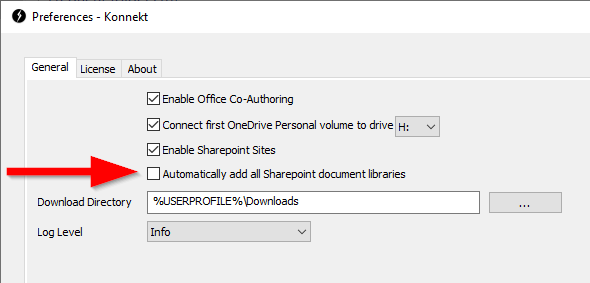 Preferences - Konnekt
General License About
Enable Office Co-Authoring
Connect first OneDrive Personal volume to drive H:
Enable Sharepoint Sites
Automatically add all Sharepoint document libraries
Download Directory %USERPROFILE%\Downloads ...
Log Level Info